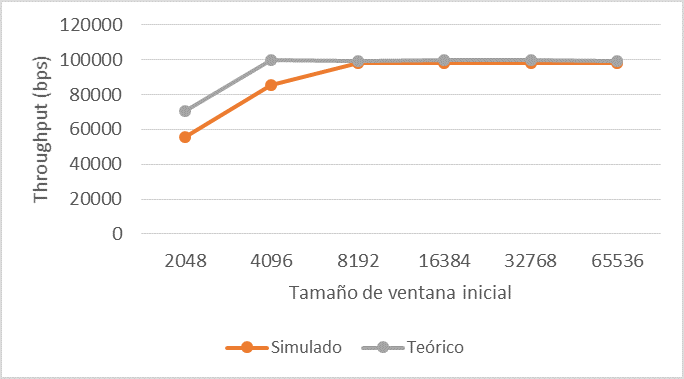 120000
100000
80000
60000
40000
20000
0
Throughput (bps)
2048 4096 8192 16384 32768 65536
Tamaño de ventana inicial
Simulado Teórico